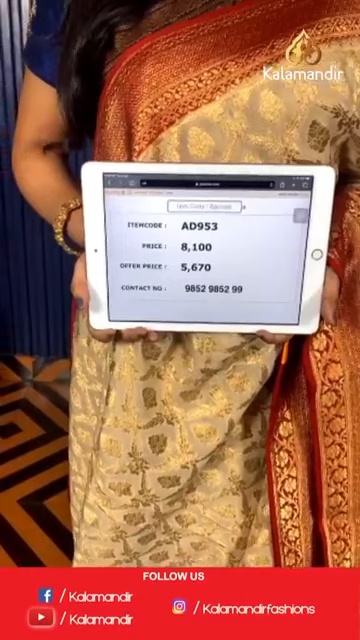 Kalamandir
ITEMCODE : AD953
PRICE : 8,100
OFFER PRICE : 5,670
CONTACT NO : 9852 9852 99
FOLLOW US
/Kalamandir
/Kalamandir
/Kalamandirfashions